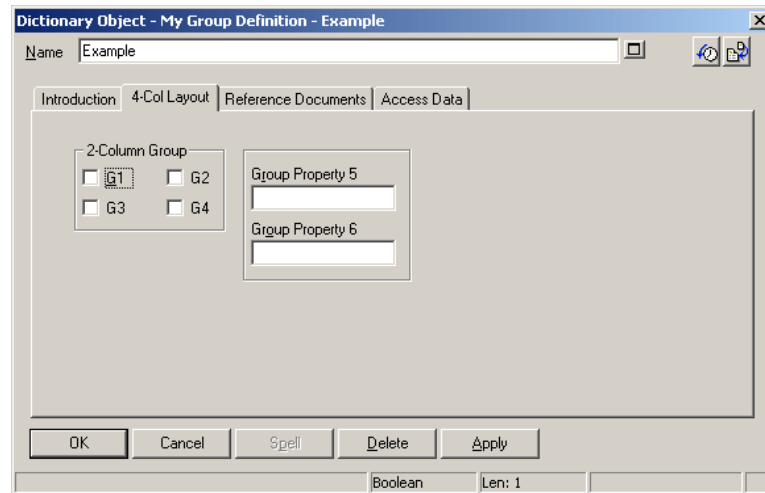 Dictionary Object - My Group Definition - Example
Name Example
Introduction 4-Col Layout Reference Documents Access Data
2-Column Group
G1 G2
G3 G4
Group Property 5
Group Property 6
OK Cancel Spell Delete Apply
Boolean Len: 1